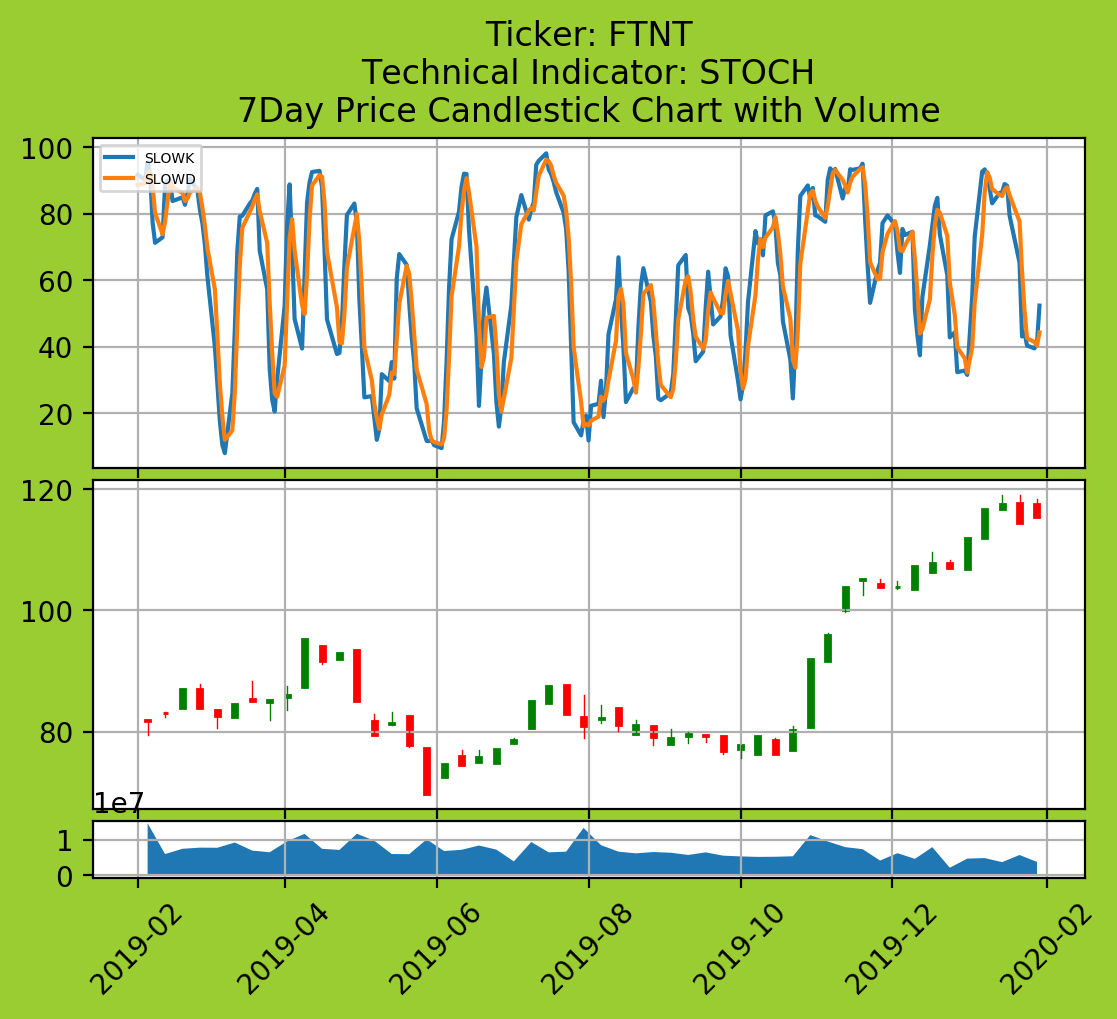 Ticker: FTNT
Technical Indicator: STOCH
7Day Price Candlestick Chart with Volume
100
80
60
40
20
SLOWK
SLOWD
120
100
80
1e7
1
0
2019-02
2019-04
2019-06
2019-08
2019-10
2019-12
2020-02